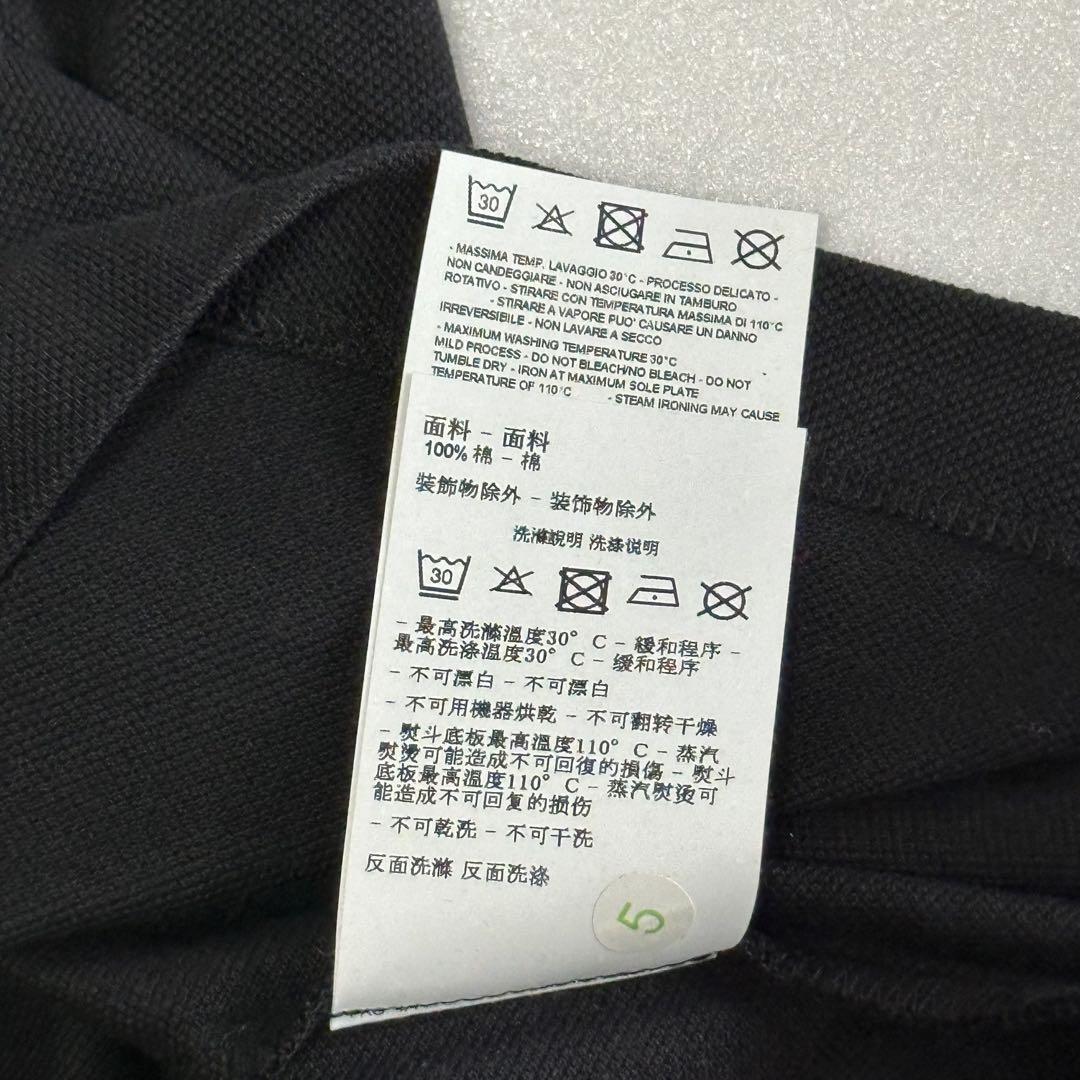 30
- MASSIMA TEMP. LAVAGGIO 30°C - PROCESSO DELICATO -
NON CANDEGGIARE - NON ASCIUGARE IN TAMBURO
ROTATIVO - STIRARE CON TEMPERATURA MASSIMA DI 110°C
- STIRARE A VAPORE PUO' CAUSARE UN DANNO
IRREVERSIBILE - NON LAVARE A SECCO
- MAXIMUM WASHING TEMPERATURE 30°C
MILD PROCESS - DO NOT BLEACH/NO BLEACH - DO NOT
TUMBLE DRY - IRON AT MAXIMUM SOLE PLATE
TEMPERATURE OF 110°C - STEAM IRONING MAY CAUSE
面料 - 面料
100% 棉 - 棉
装飾物除外 - 装饰物除外
洗滌說明 洗涤说明
30
- 最高洗滌溫度30° C - 緩和程序 -
最高洗涤温度30° C - 缓和程序
- 不可漂白 - 不可漂白
- 不可用機器烘乾 - 不可翻转干燥
- 熨斗底板最高溫度110° C - 蒸汽
熨燙可能造成不可回復的損傷 - 熨斗
底板最高温度110° C - 蒸汽熨烫可
能造成不可回复的损伤
- 不可乾洗 - 不可干洗
反面洗滌 反面洗涤
5